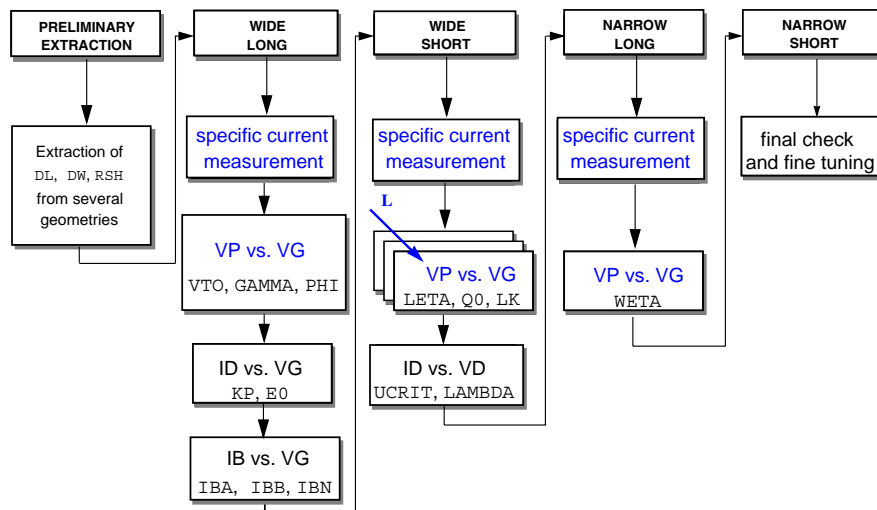 PRELIMINARY
EXTRACTION
Extraction of
DL, DW, RSH
from several
geometries
WIDE
LONG
specific current
measurement
VP vs. VG
VTO, GAMMA, PHI
ID vs. VG
KP, E0
IB vs. VG
IBA, IBB, IBN
WIDE
SHORT
specific current
measurement
L
VP vs. VG
LETA, Q0, LK
ID vs. VD
UCRIT, LAMBDA
NARROW
LONG
specific current
measurement
VP vs. VG
WETA
NARROW
SHORT
final check
and fine tuning